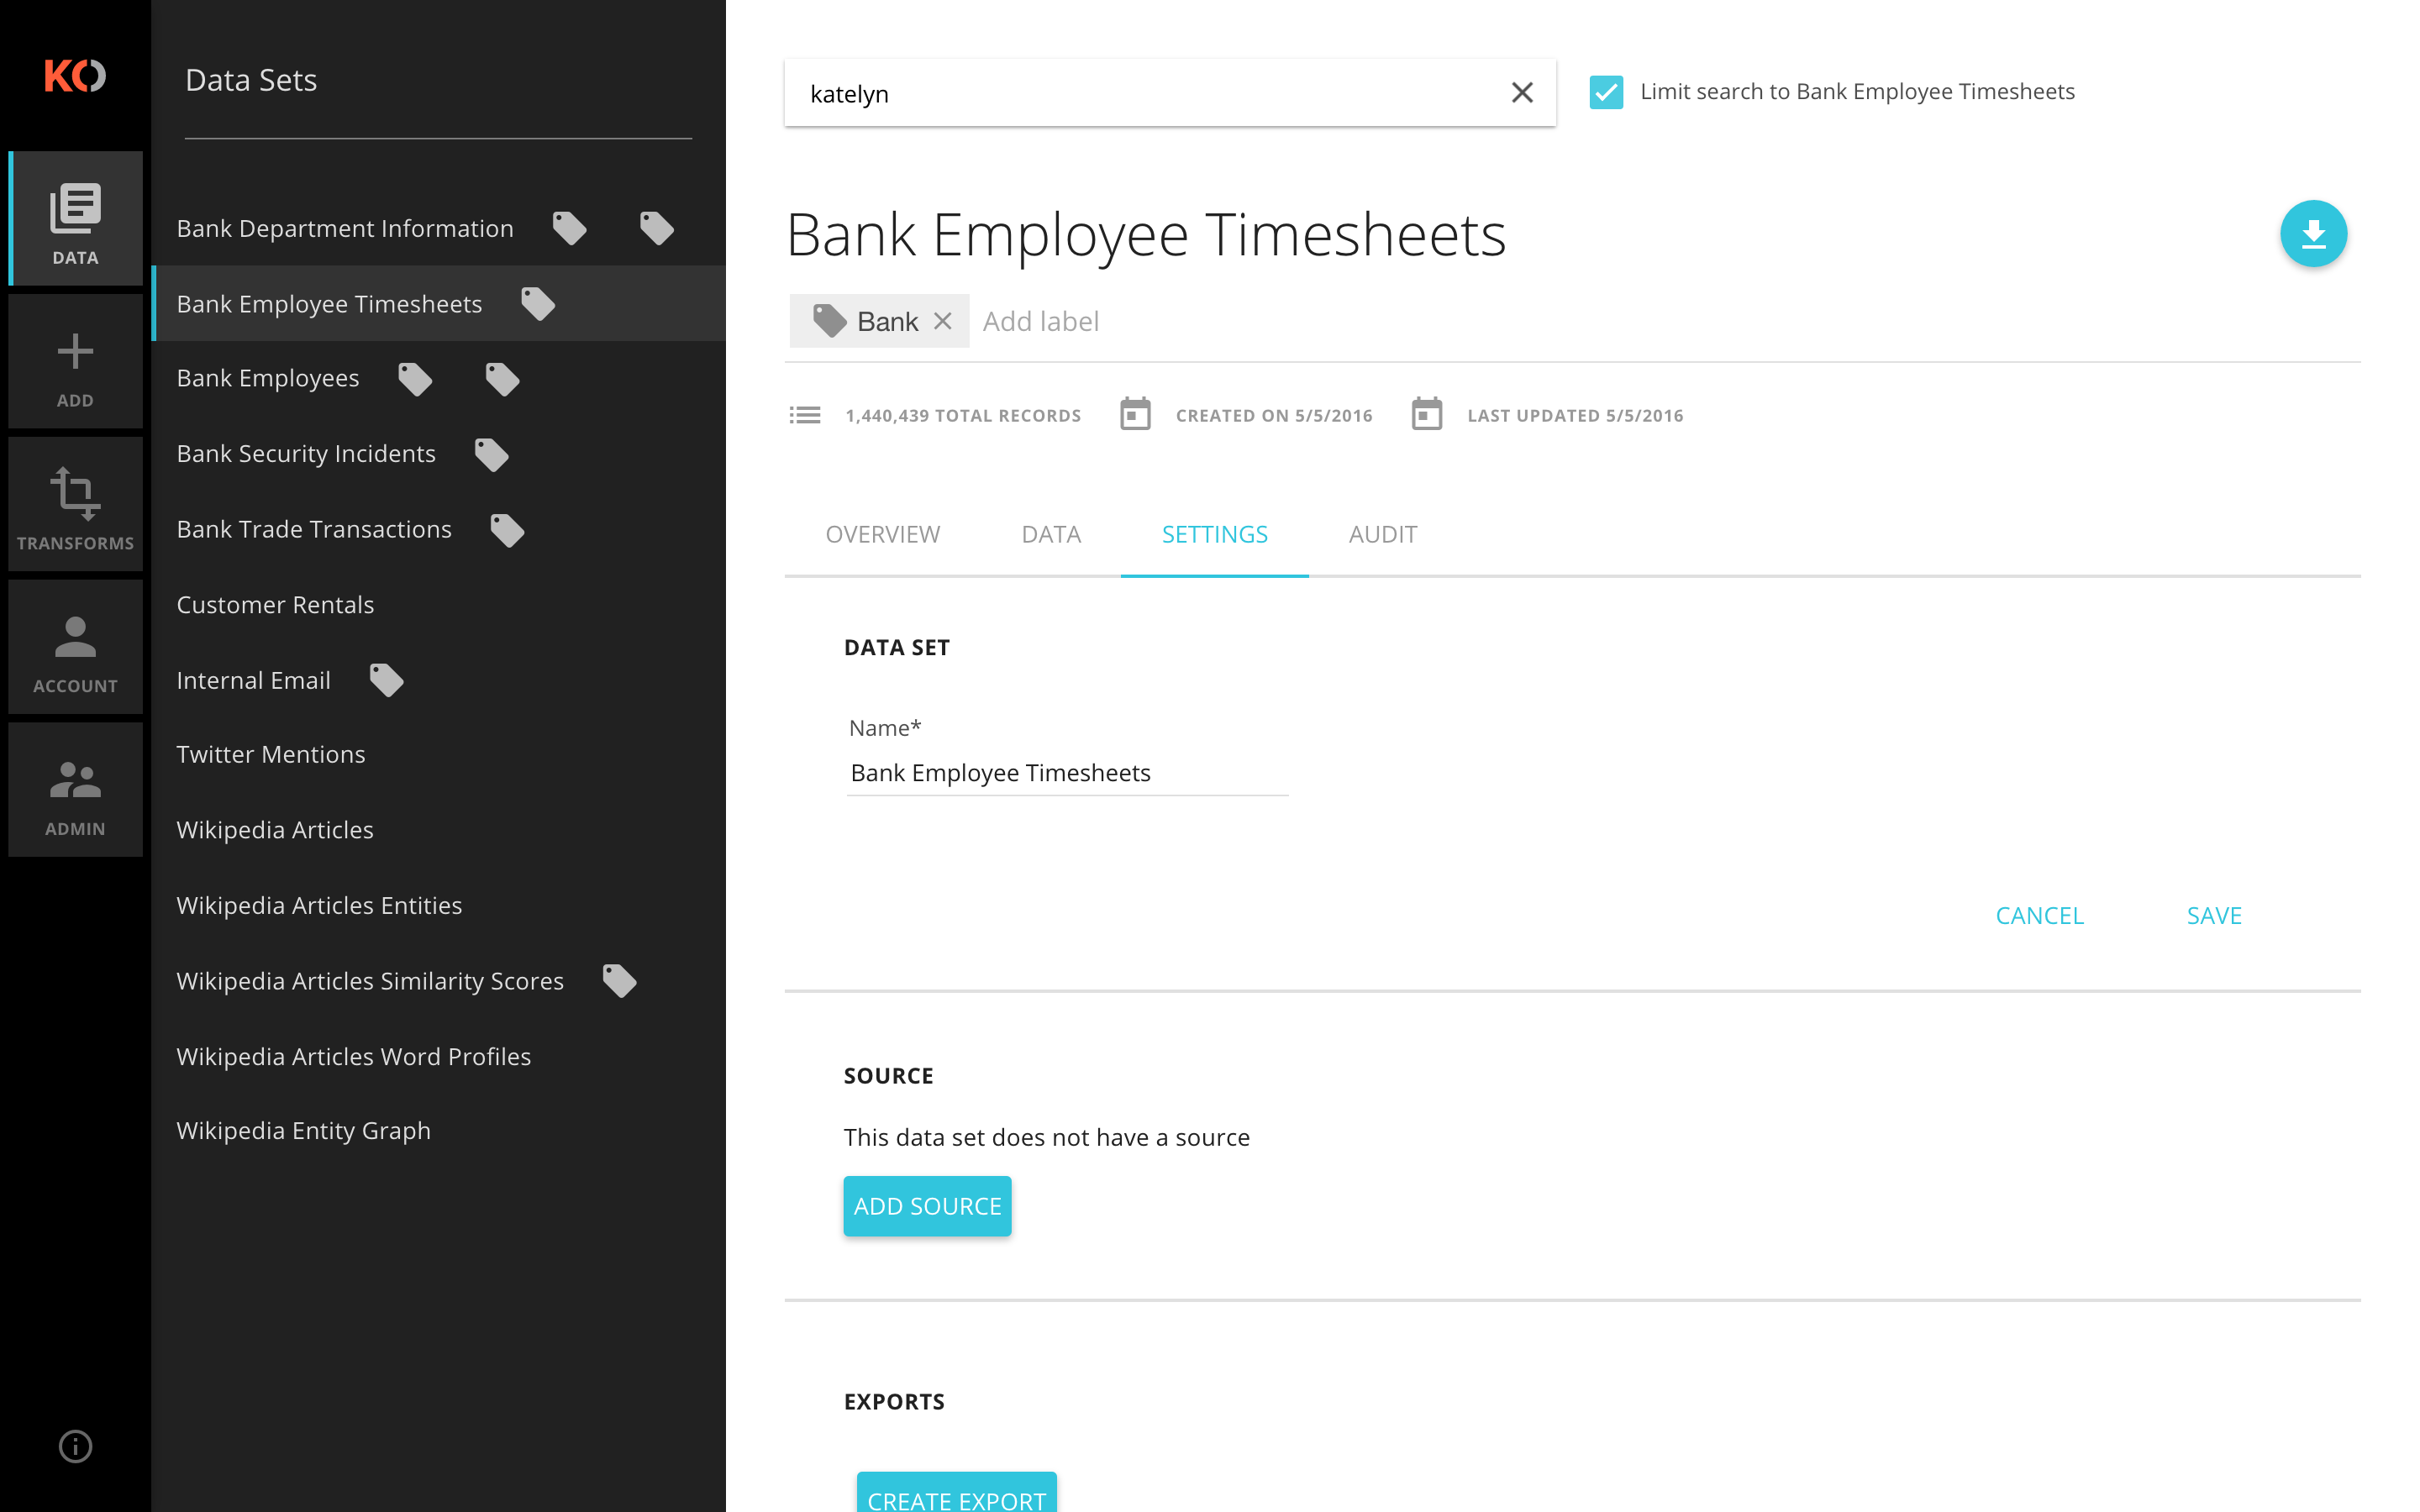 KO
DATA
ADD
TRANSFORMS
ACCOUNT
ADMIN
Data Sets
Bank Department Information
Bank Employee Timesheets
Bank Employees
Bank Security Incidents
Bank Trade Transactions
Customer Rentals
Internal Email
Twitter Mentions
Wikipedia Articles
Wikipedia Articles Entities
Wikipedia Articles Similarity Scores
Wikipedia Articles Word Profiles
Wikipedia Entity Graph
katelyn
Limit search to Bank Employee Timesheets
Bank Employee Timesheets
Bank Add label
1,440,439 TOTAL RECORDS CREATED ON 5/5/2016 LAST UPDATED 5/5/2016
OVERVIEW DATA SETTINGS AUDIT
DATA SET
Name*
Bank Employee Timesheets
CANCEL SAVE
SOURCE
This data set does not have a source
ADD SOURCE
EXPORTS
CREATE EXPORT